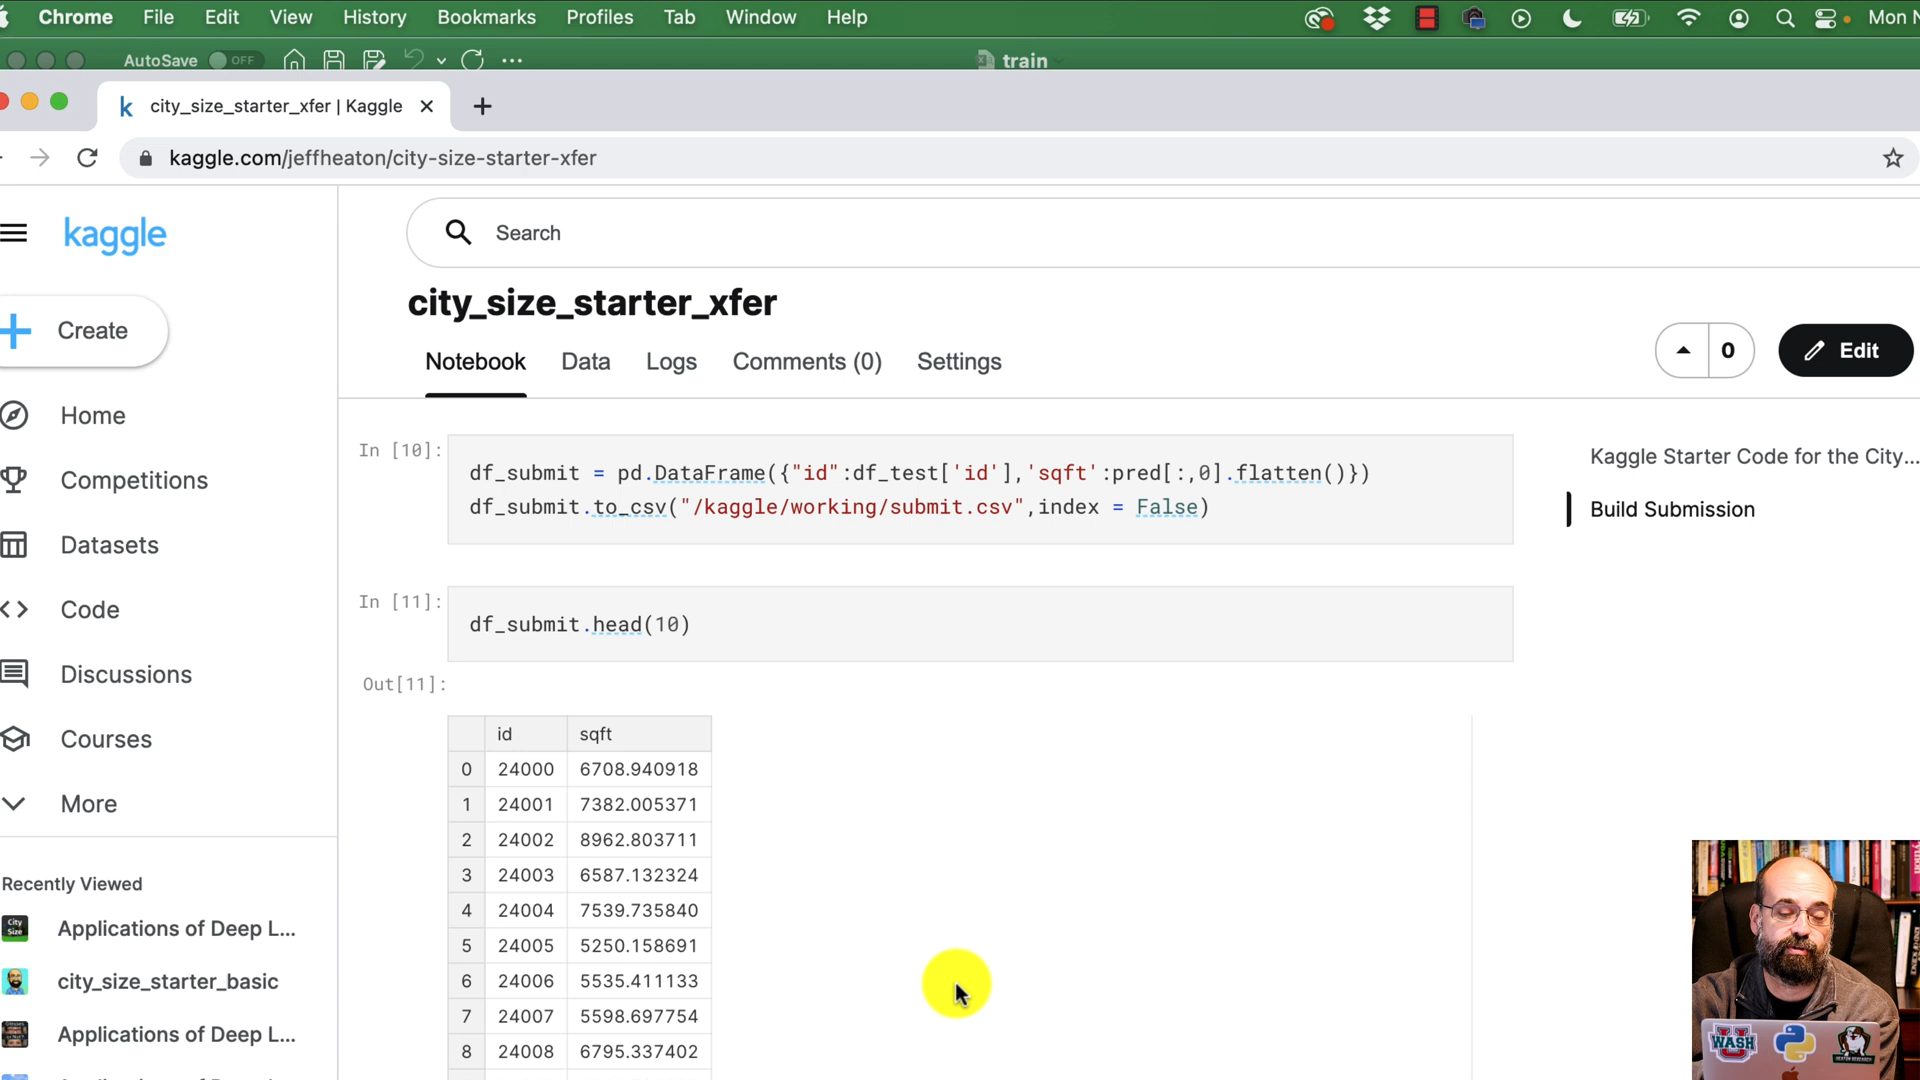 Chrome File Edit View History Bookmarks Profiles Tab Window Help Mon
AutoSave OFF train
city_size_starter_xfer | Kaggle
kaggle.com/jeffheaton/city-size-starter-xfer
kaggle
Search
Create
city_size_starter_xfer
Notebook Data Logs Comments (0) Settings
0 Edit
Home
Competitions
Datasets
Code
Discussions
Courses
More
Recently Viewed
City Size
Applications of Deep L...
city_size_starter_basic
Applications of Deep L...
In [10]:
df_submit = pd.DataFrame({"id":df_test['id'],'sqft':pred[:,0].flatten()})
df_submit.to_csv("/kaggle/working/submit.csv",index = False)
In [11]:
df_submit.head(10)
Out[11]:
id sqft
0 24000 6708.940918
1 24001 7382.005371
2 24002 8962.803711
3 24003 6587.132324
4 24004 7539.735840
5 24005 5250.158691
6 24006 5535.411133
7 24007 5598.697754
8 24008 6795.337402
Kaggle Starter Code for the City...
Build Submission
WASH